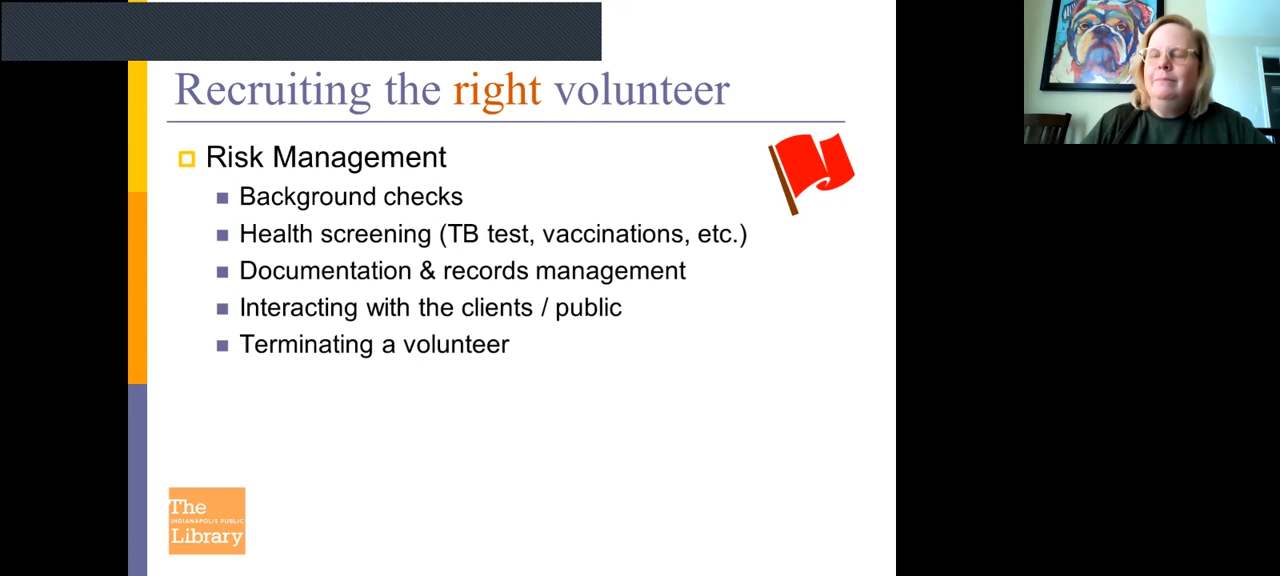 Recruiting the right volunteer
Risk Management
Background checks
Health screening (TB test, vaccinations, etc.)
Documentation & records management
Interacting with the clients / public
Terminating a volunteer
The
INDIANAPOLIS PUBLIC
Library